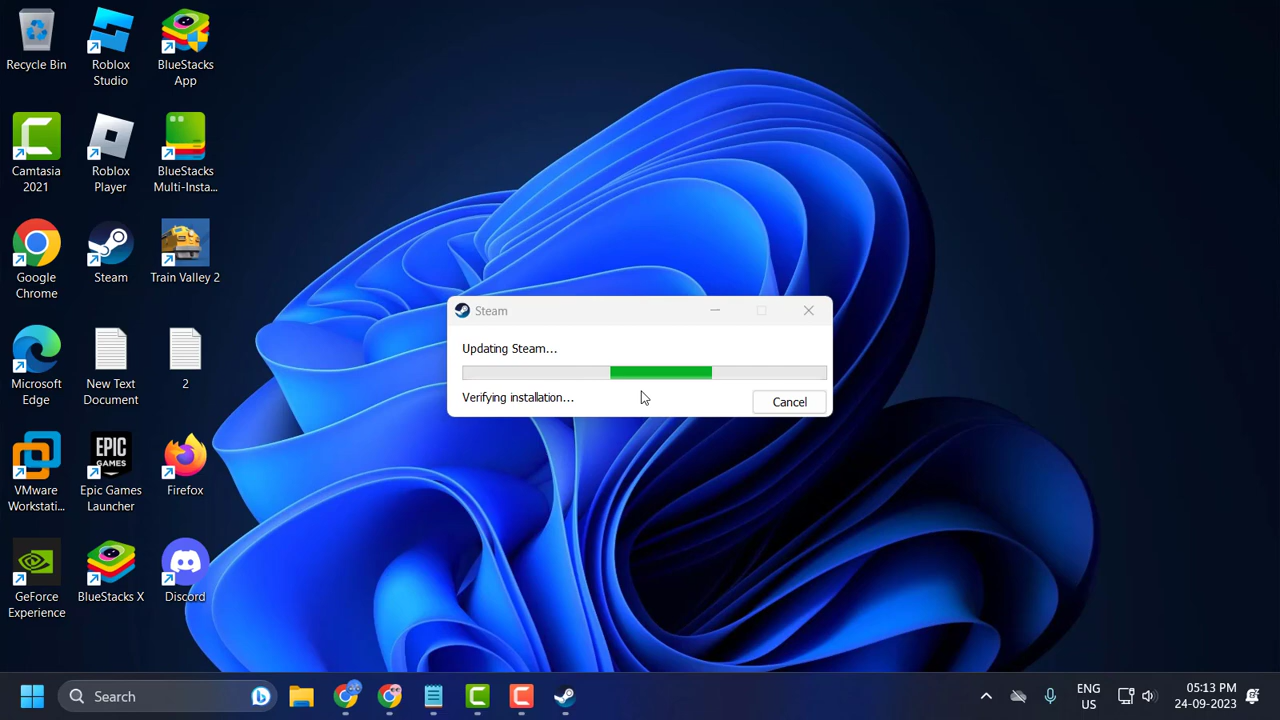 Recycle Bin
Roblox
Studio
BlueStacks
App
Camtasia
2021
Roblox
Player
BlueStacks
Multi-Insta...
Google
Chrome
Steam
Train Valley 2
Microsoft
Edge
New Text
Document
2
VMware
Workstati...
EPIC
GAMES
Epic Games
Launcher
Firefox
GeForce
Experience
BlueStacks X
Discord
Steam
Updating Steam...
Verifying installation...
Cancel
Search
ENG
US
05:13 PM
24-09-2023